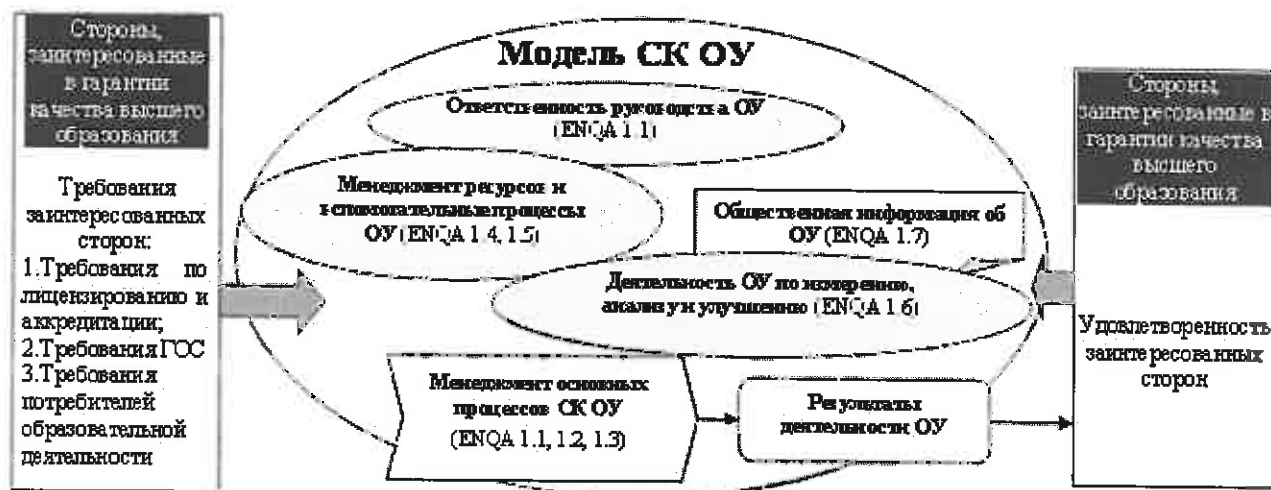 Стороны,
заинтересованные
в гарантии
качества высшего
образования
Требования
заинтересованных
сторон:
1.Требования по
лицензированию и
аккредитации;
2.Требования ГОС
3.Требования
потребителей
образовательной
деятельности
Модель СК ОУ
Ответственность руководства ОУ
(ENQA 1.1)
Менеджмент ресурсов и
вспомогательные процессы
ОУ (ENQA 1.4, 1.5)
Общественная информация об
ОУ (ENQA 1.7)
Деятельность ОУ по измерению,
анализу и улучшению (ENQA 1.6)
Менеджмент основных
процессов СК ОУ
(ENQA 1.1, 1.2, 1.3)
Результаты
деятельности ОУ
Стороны,
заинтересованные в
гарантии качества
высшего
образования
Удовлетворенность
заинтересованных
сторон